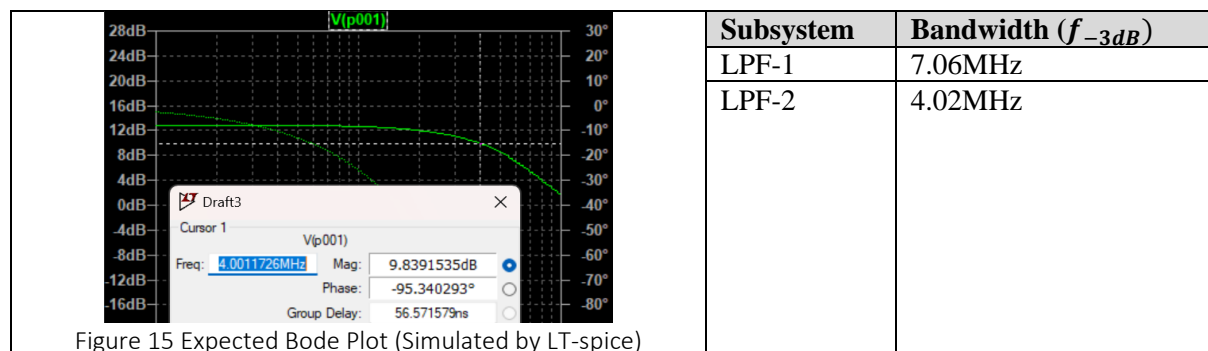 V(p001)
28dB
24dB
20dB
16dB
12dB
8dB
4dB
0dB
-4dB
-8dB
-12dB
-16dB
30°
20°
10°
0°
-10°
-20°
-30°
-40°
-50°
-60°
-70°
-80°
Draft3
Cursor 1
V(p001)
Freq: 4.0011726MHz Mag: 9.8391535dB
Phase: -95.340293°
Group Delay: 56.571579ns
Figure 15 Expected Bode Plot (Simulated by LT-spice)
Subsystem Bandwidth (f₋₃dB)
LPF-1 7.06MHz
LPF-2 4.02MHz